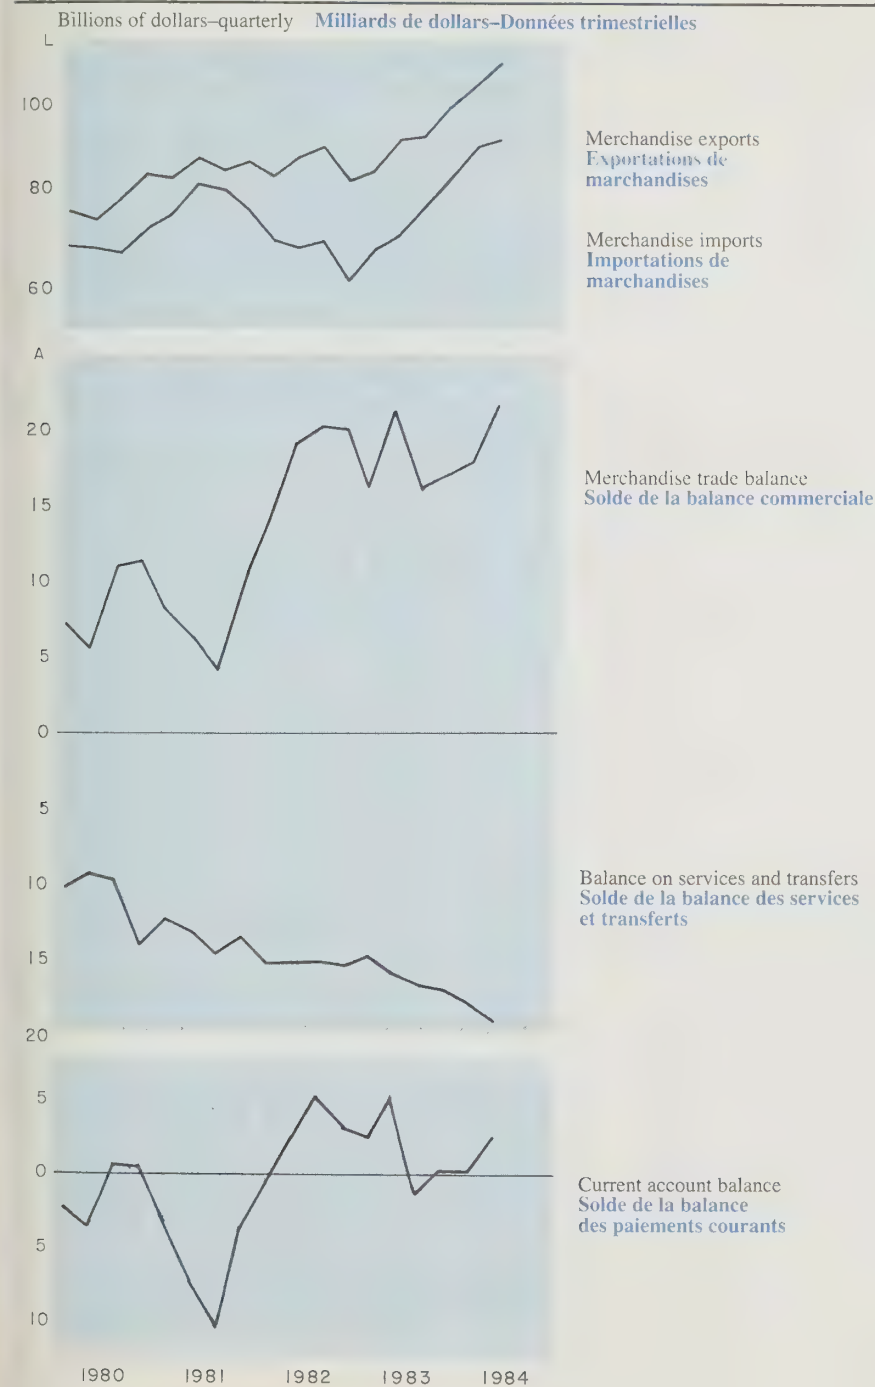 Billions of dollars–quarterly Milliards de dollars–Données trimestrielles
L
100
80
60
Merchandise exports
Exportations de
marchandises
Merchandise imports
Importations de
marchandises
A
20
15
10
5
0
5
10
15
20
Merchandise trade balance
Solde de la balance commerciale
Balance on services and transfers
Solde de la balance des services
et transferts
5
0
5
10
Current account balance
Solde de la balance
des paiements courants
1980 1981 1982 1983 1984